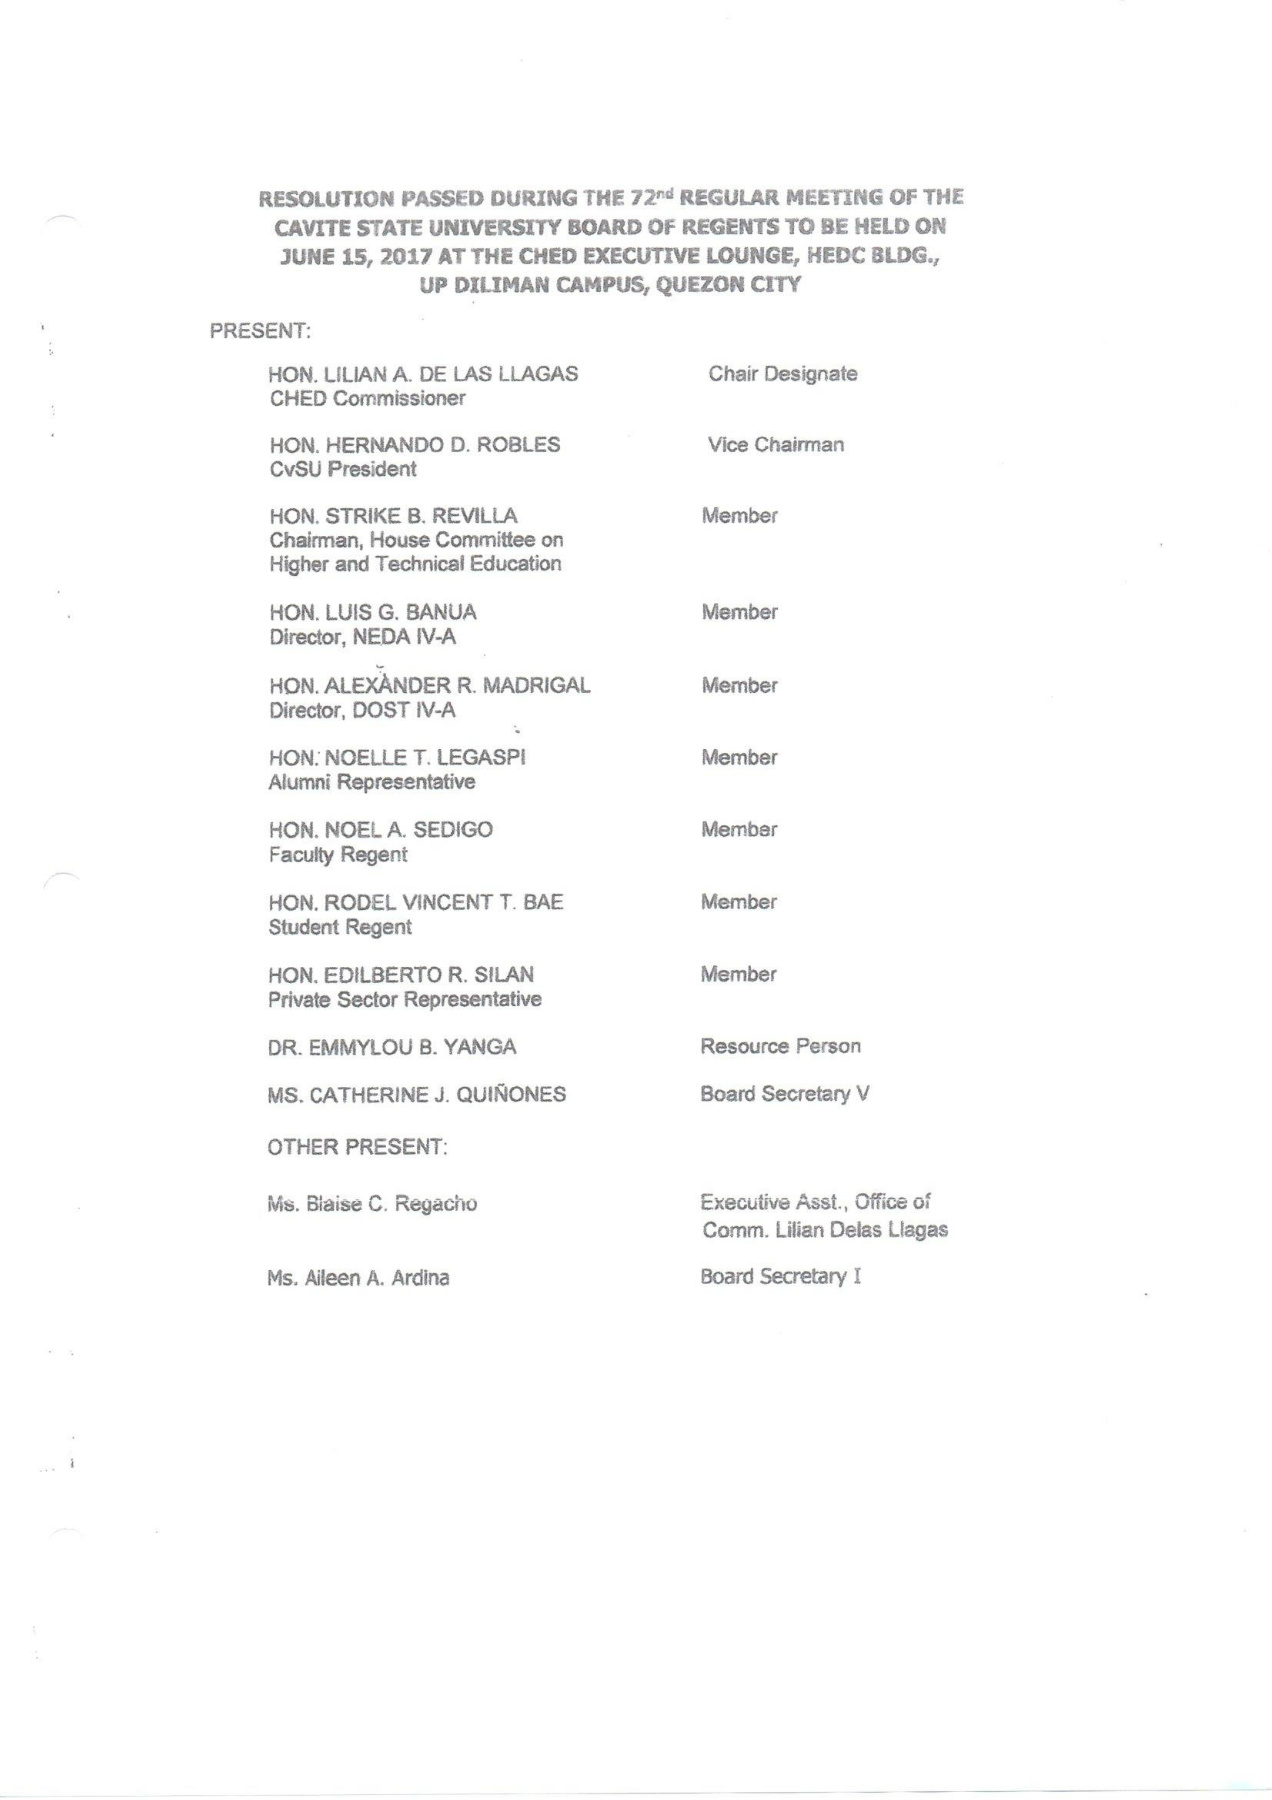 RESOLUTION PASSED DURING THE 72nd REGULAR MEETING OF THE
CAVITE STATE UNIVERSITY BOARD OF REGENTS TO BE HELD ON
JUNE 15, 2017 AT THE CHED EXECUTIVE LOUNGE, HEDC BLDG.,
UP DILIMAN CAMPUS, QUEZON CITY
PRESENT:
HON. LILIAN A. DE LAS LLAGAS Chair Designate
CHED Commissioner
HON. HERNANDO D. ROBLES Vice Chairman
CvSU President
HON. STRIKE B. REVILLA Member
Chairman, House Committee on
Higher and Technical Education
HON. LUIS G. BANUA Member
Director, NEDA IV-A
HON. ALEXANDER R. MADRIGAL Member
Director, DOST IV-A
HON. NOELLE T. LEGASPI Member
Alumni Representative
HON. NOEL A. SEDIGO Member
Faculty Regent
HON. RODEL VINCENT T. BAE Member
Student Regent
HON. EDILBERTO R. SILAN Member
Private Sector Representative
DR. EMMYLOU B. YANGA Resource Person
MS. CATHERINE J. QUIÑONES Board Secretary V
OTHER PRESENT:
Ms. Blaise C. Regacho Executive Asst., Office of
Comm. Lilian Delas Llagas
Ms. Aileen A. Ardina Board Secretary I